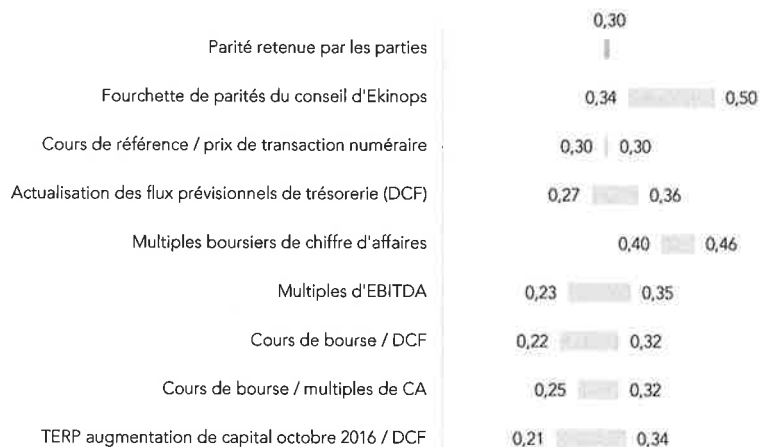 0,30
Parité retenue par les parties
Fourchette de parités du conseil d'Ekinops 0,34 0,50
Cours de référence / prix de transaction numéraire 0,30 0,30
Actualisation des flux prévisionnels de trésorerie (DCF) 0,27 0,36
Multiples boursiers de chiffre d'affaires 0,40 0,46
Multiples d'EBITDA 0,23 0,35
Cours de bourse / DCF 0,22 0,32
Cours de bourse / multiples de CA 0,25 0,32
TERP augmentation de capital octobre 2016 / DCF 0,21 0,34